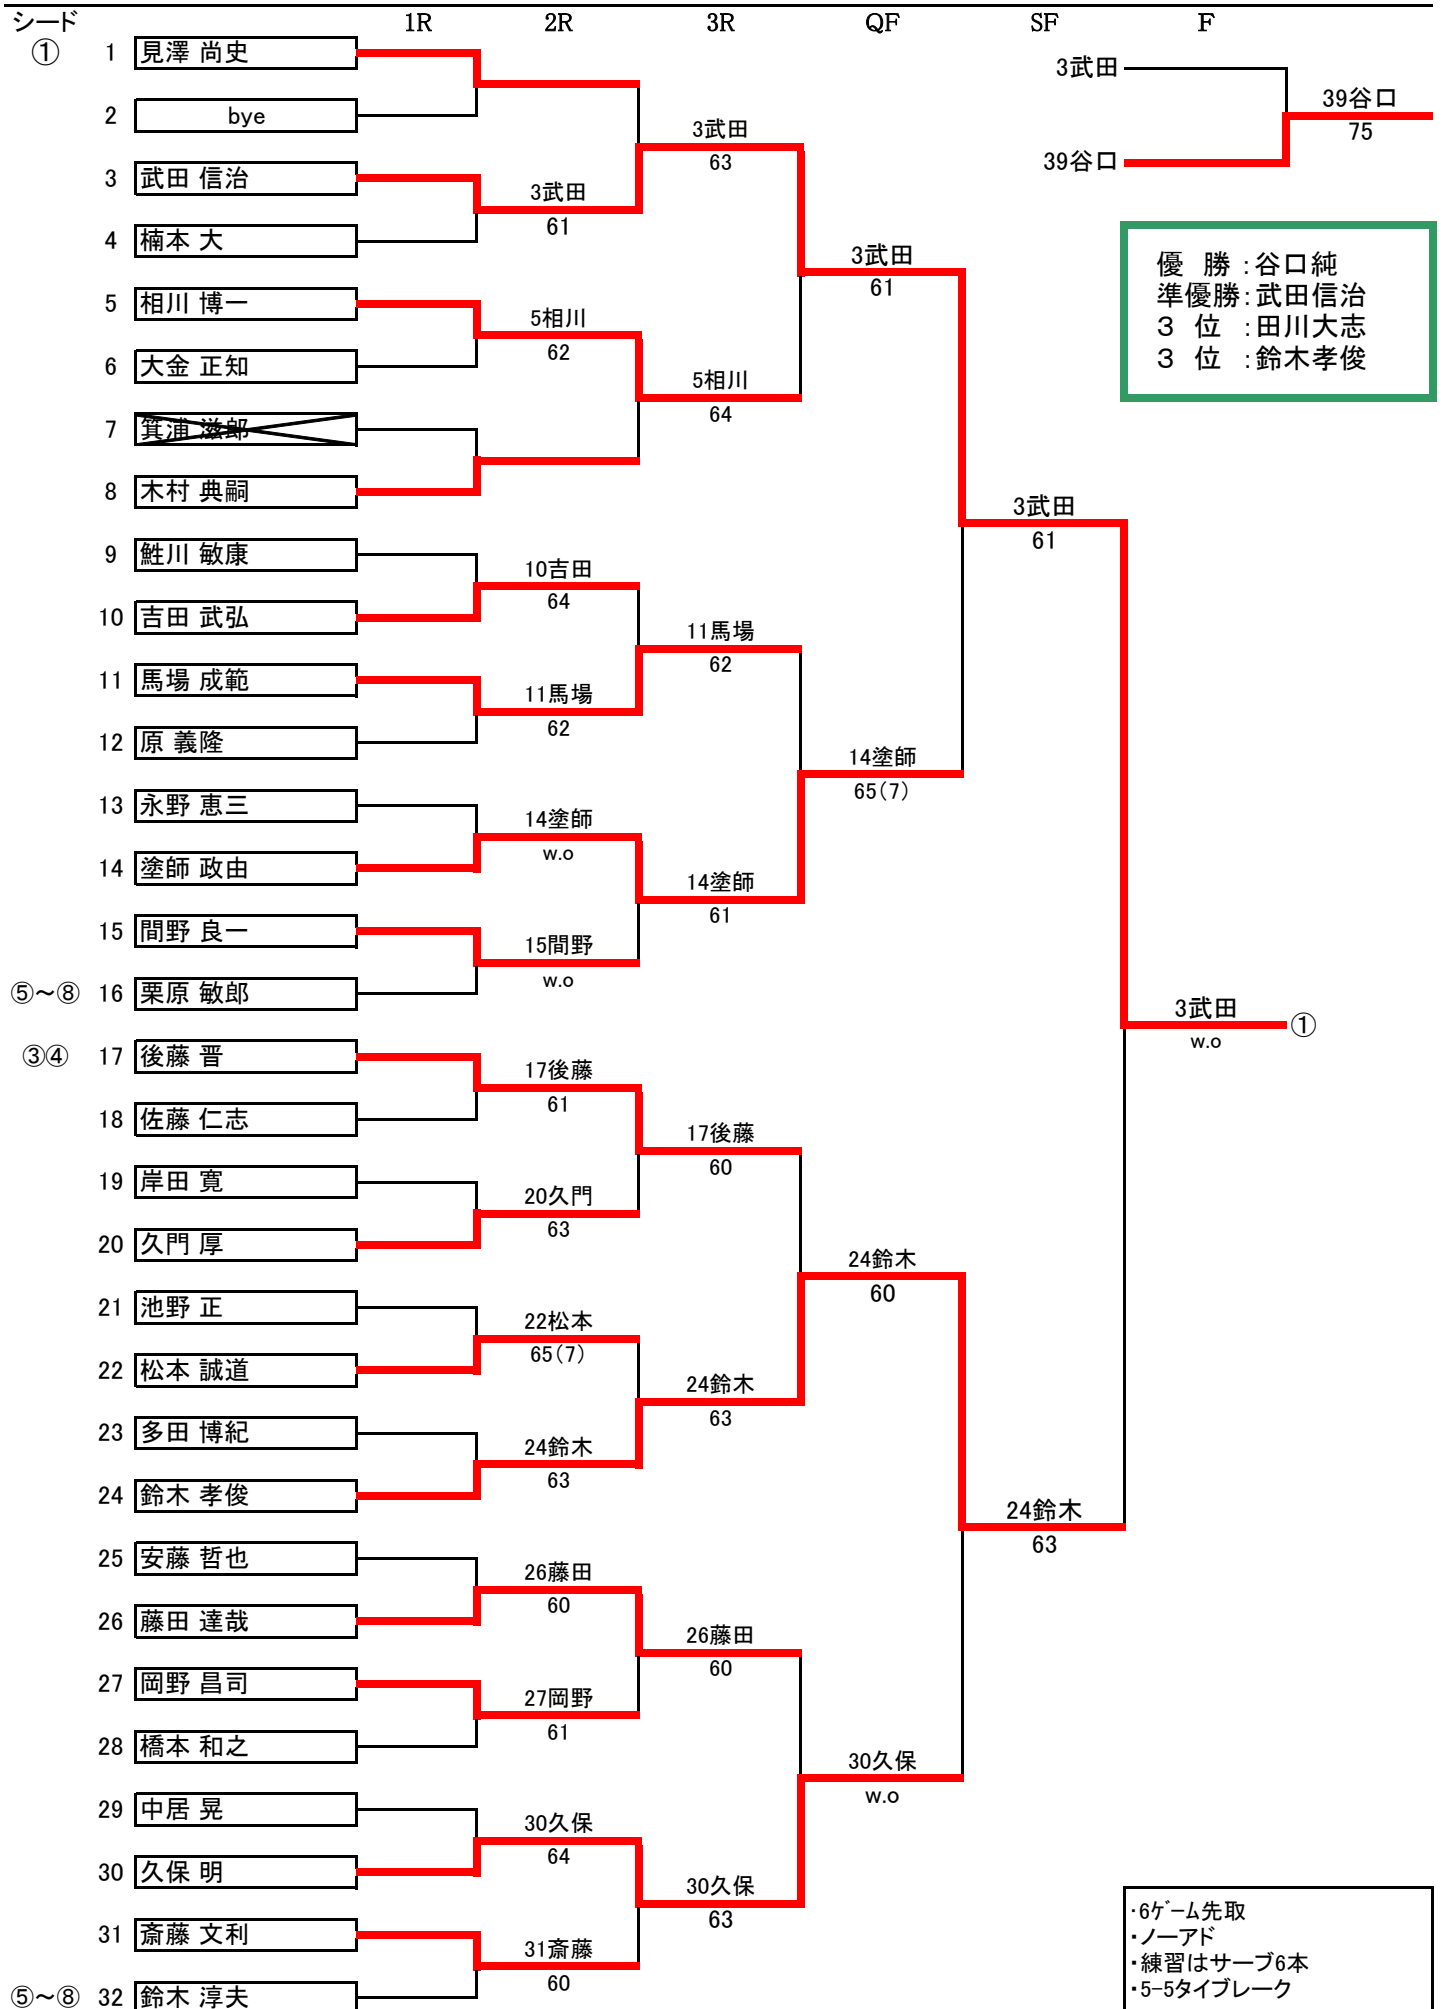 シード 1R 2R 3R QF SF F
① 1 見澤 尚史
3武田
2 bye
39谷口
75
3武田
63
39谷口
3 武田 信治
3武田
61
4 楠本 大
3武田
61
優 勝 :谷口純
準優勝:武田信治
3 位 :田川大志
3 位 :鈴木孝俊
5 相川 博一
5相川
62
6 大金 正知
5相川
64
7 箕浦 滋郎
8 木村 典嗣
3武田
61
9 鮏川 敏康
10吉田
64
10 吉田 武弘
11馬場
62
11 馬場 成範
11馬場
62
12 原 義隆
14塗師
65(7)
13 永野 恵三
14塗師
w.o
14 塗師 政由
14塗師
61
15 間野 良一
15間野
w.o
⑤～⑧ 16 栗原 敏郎
3武田 ①
w.o
③④ 17 後藤 晋
17後藤
61
18 佐藤 仁志
17後藤
60
19 岸田 寛
20久門
63
20 久門 厚
24鈴木
60
21 池野 正
22松本
65(7)
22 松本 誠道
24鈴木
63
23 多田 博紀
24鈴木
63
24 鈴木 孝俊
24鈴木
63
25 安藤 哲也
26藤田
60
26 藤田 達哉
26藤田
60
27 岡野 昌司
27岡野
61
28 橋本 和之
30久保
w.o
29 中居 晃
30久保
64
30 久保 明
30久保
63
31 斎藤 文利
31斎藤
60
⑤～⑧ 32 鈴木 淳夫
・6ｹﾞｰﾑ先取
・ノーアド
・練習はサーブ6本
・5-5タイブレーク